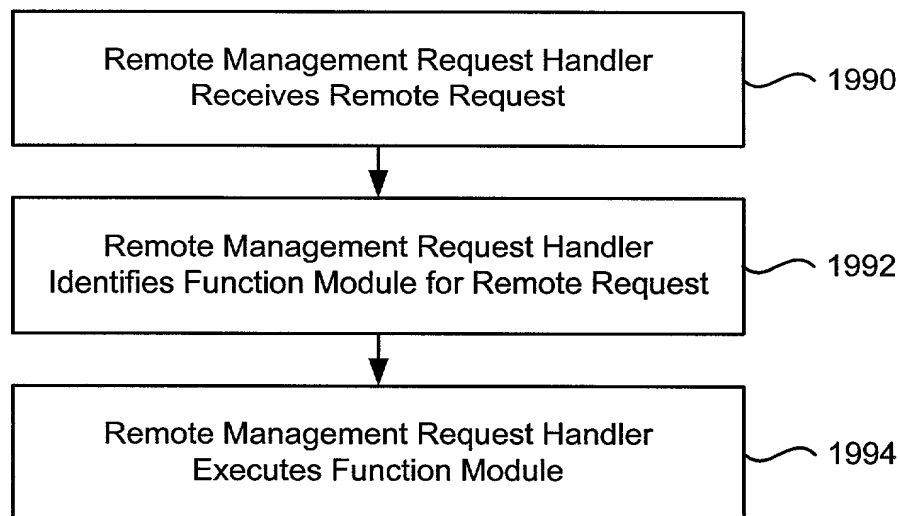 Remote Management Request Handler
Receives Remote Request
1990
Remote Management Request Handler
Identifies Function Module for Remote Request
1992
Remote Management Request Handler
Executes Function Module
1994